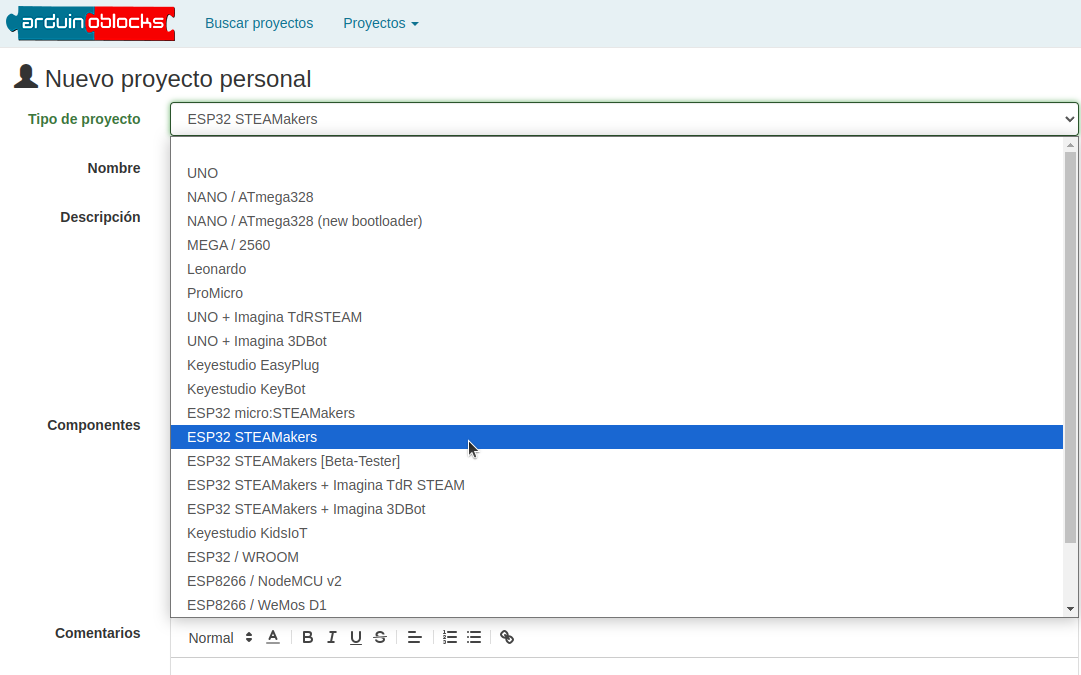 arduinoblocks Buscar proyectos Proyectos
Nuevo proyecto personal
Tipo de proyecto ESP32 STEAMakers
Nombre
Descripción
Componentes
Comentarios
UNO
NANO / ATmega328
NANO / ATmega328 (new bootloader)
MEGA / 2560
Leonardo
ProMicro
UNO + Imagina TdRSTEAM
UNO + Imagina 3DBot
Keyestudio EasyPlug
Keyestudio KeyBot
ESP32 micro:STEAMakers
ESP32 STEAMakers
ESP32 STEAMakers [Beta-Tester]
ESP32 STEAMakers + Imagina TdR STEAM
ESP32 STEAMakers + Imagina 3DBot
Keyestudio KidsIoT
ESP32 / WROOM
ESP8266 / NodeMCU v2
ESP8266 / WeMos D1
Normal A B I U S